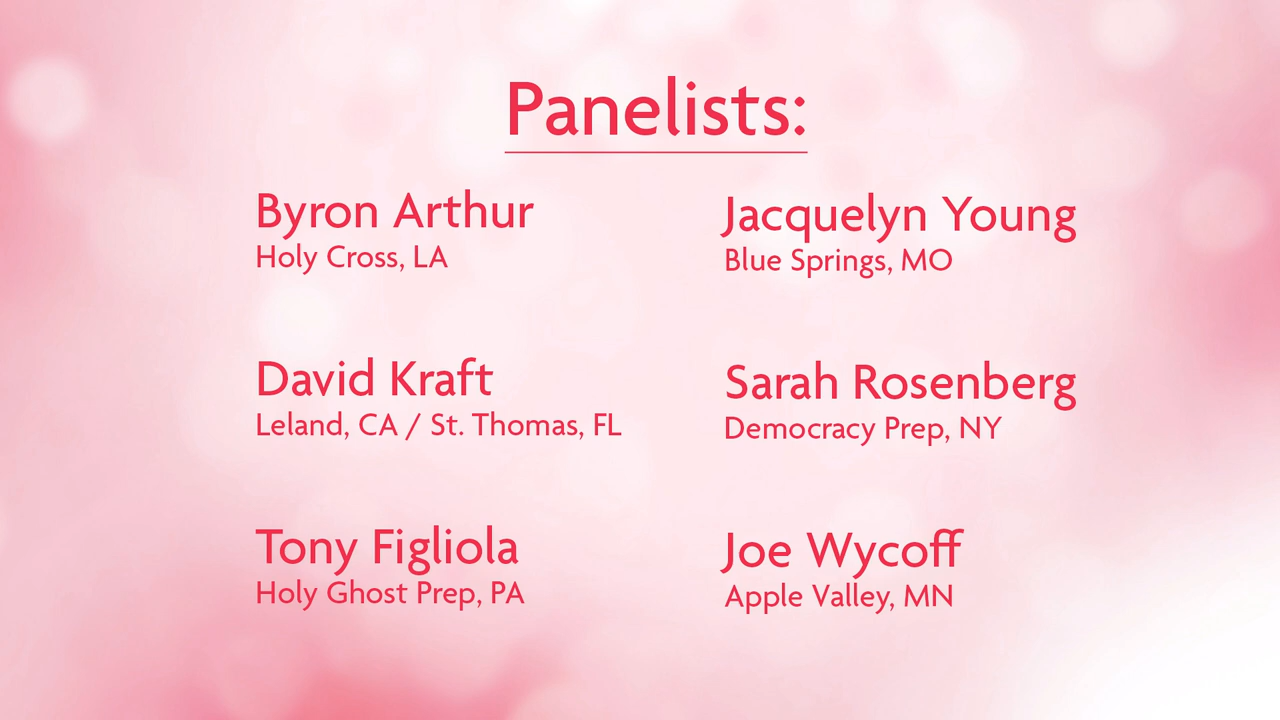 Panelists:
Byron Arthur
Holy Cross, LA
Jacquelyn Young
Blue Springs, MO
David Kraft
Leland, CA / St. Thomas, FL
Sarah Rosenberg
Democracy Prep, NY
Tony Figliola
Holy Ghost Prep, PA
Joe Wycoff
Apple Valley, MN